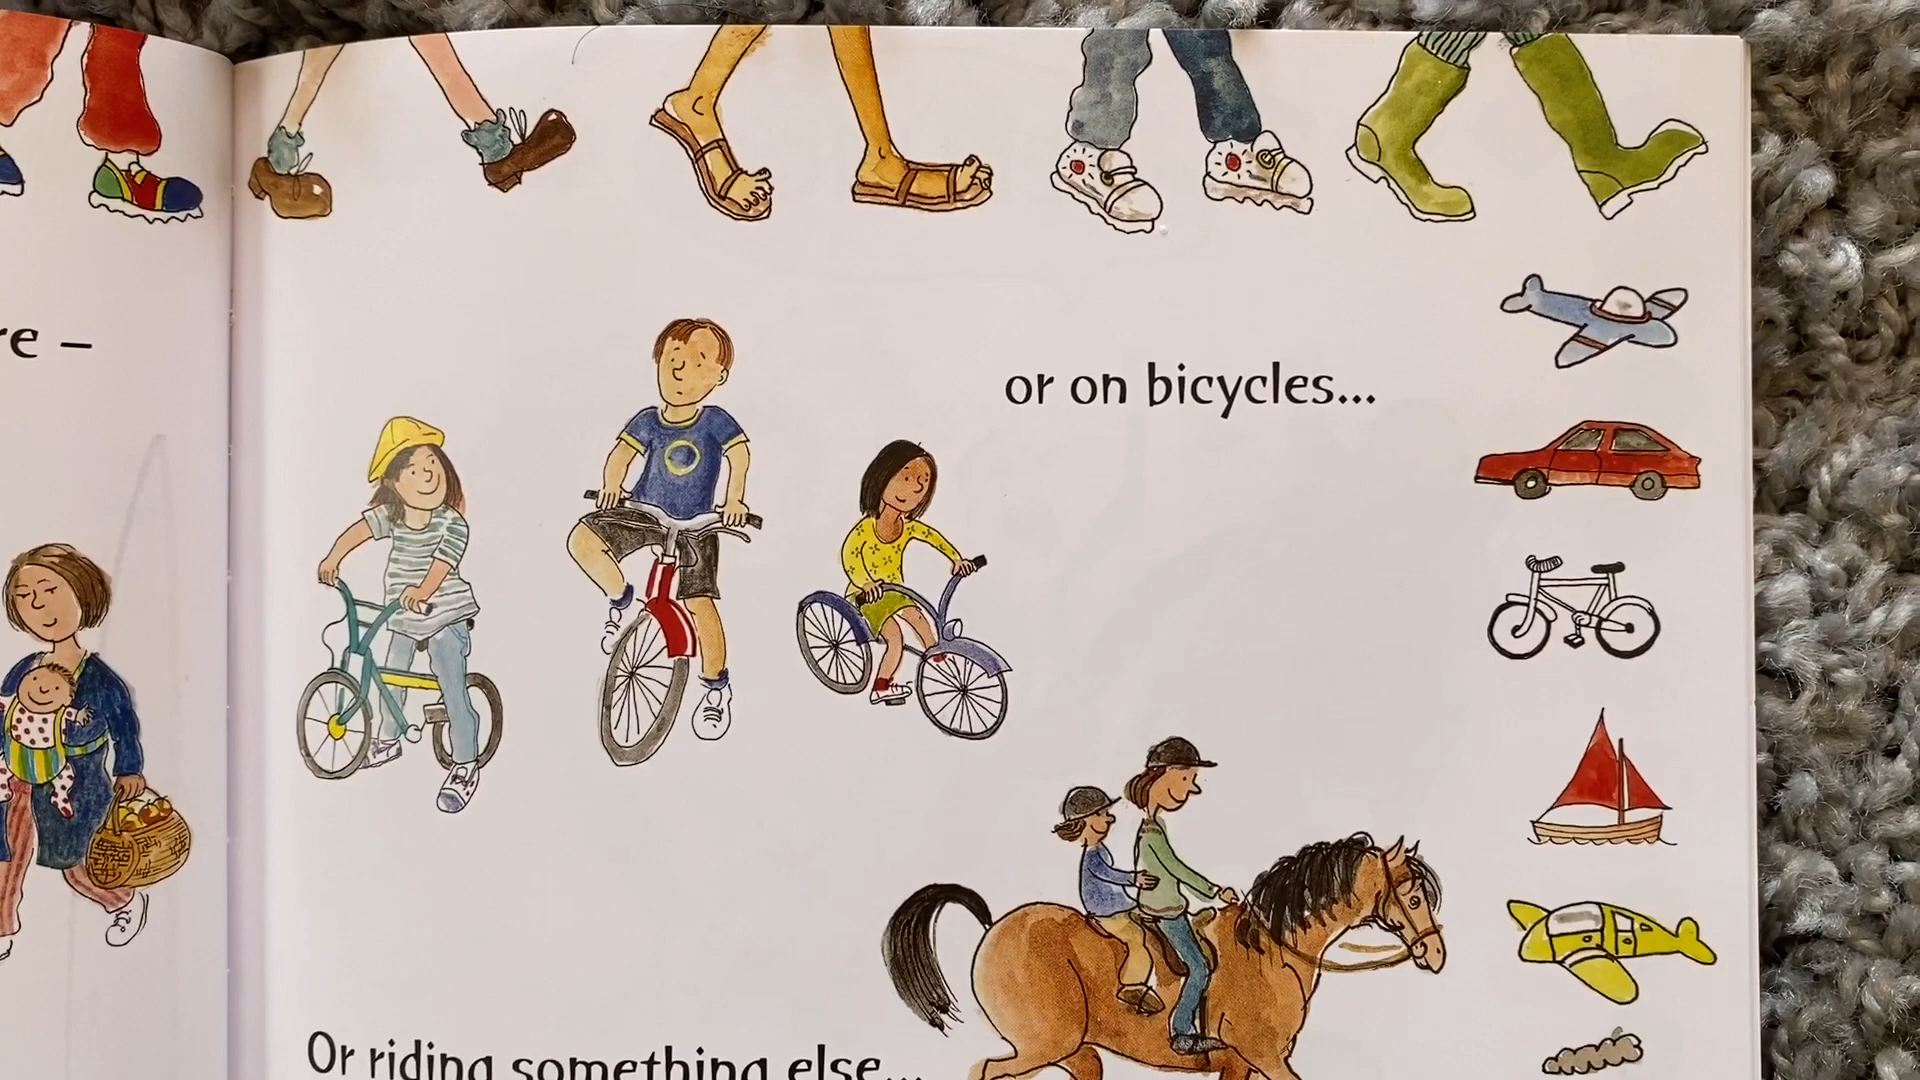 re –
or on bicycles...
Or riding something else...